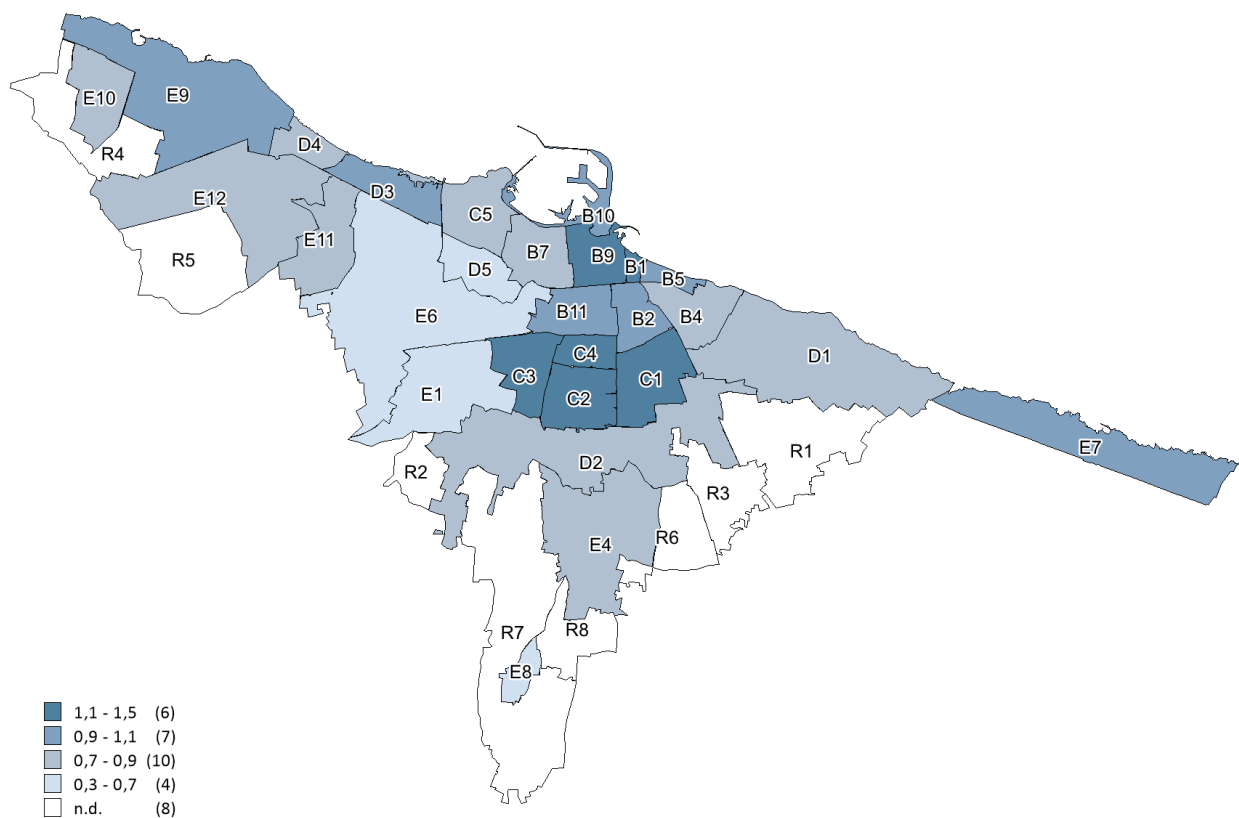 E9
E10
D4
R4
D3
E12
C5
B10
E11
B7
B9
R5
D5
B1
B5
B11
B2
B4
E6
C4
D1
C3
C1
E1
C2
E7
R1
D2
R2
R3
E4
R6
R7
R8
E8
1,1 - 1,5 (6)
0,9 - 1,1 (7)
0,7 - 0,9 (10)
0,3 - 0,7 (4)
n.d. (8)